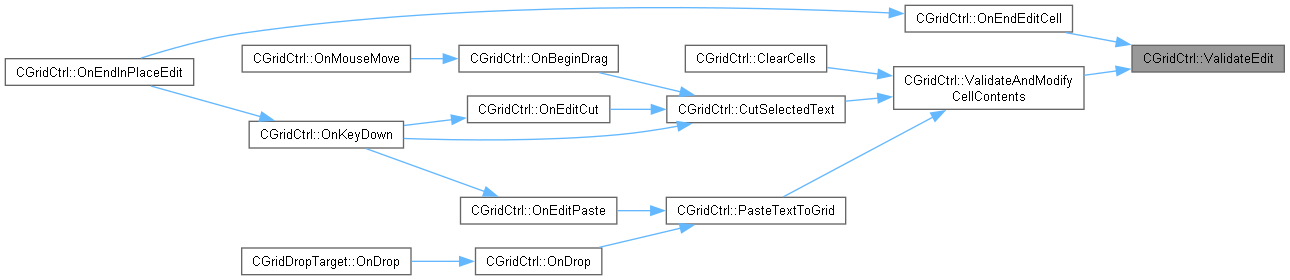 CGridCtrl::OnEndEditCell
CGridCtrl::OnEndInPlaceEdit
CGridCtrl::OnMouseMove
CGridCtrl::OnBeginDrag
CGridCtrl::ClearCells
CGridCtrl::ValidateEdit
CGridCtrl::ValidateAndModify
CellContents
CGridCtrl::OnEditCut
CGridCtrl::CutSelectedText
CGridCtrl::OnKeyDown
CGridCtrl::OnEditPaste
CGridCtrl::PasteTextToGrid
CGridDropTarget::OnDrop
CGridCtrl::OnDrop